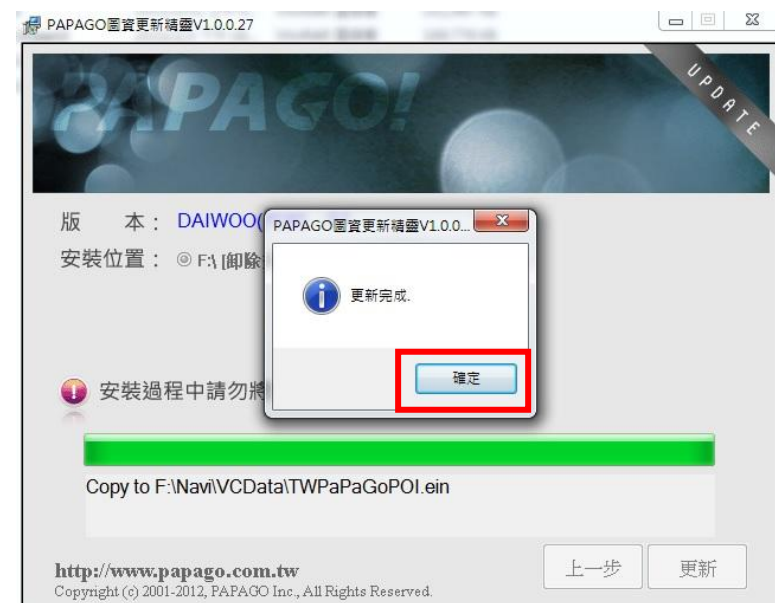 PAPAGO圖資更新精靈V1.0.0.27
PAPAGO!
UPDATE
版 本： DAIWOO(
PAPAGO圖資更新精靈V1.0.0...
安裝位置： F:\ [卸除
更新完成.
確定
安裝過程中請勿將
Copy to F:\Navi\VCData\TWPaPaGoPOI.ein
http://www.papago.com.tw
Copyright (c) 2001-2012, PAPAGO Inc., All Rights Reserved.
上一步 更新